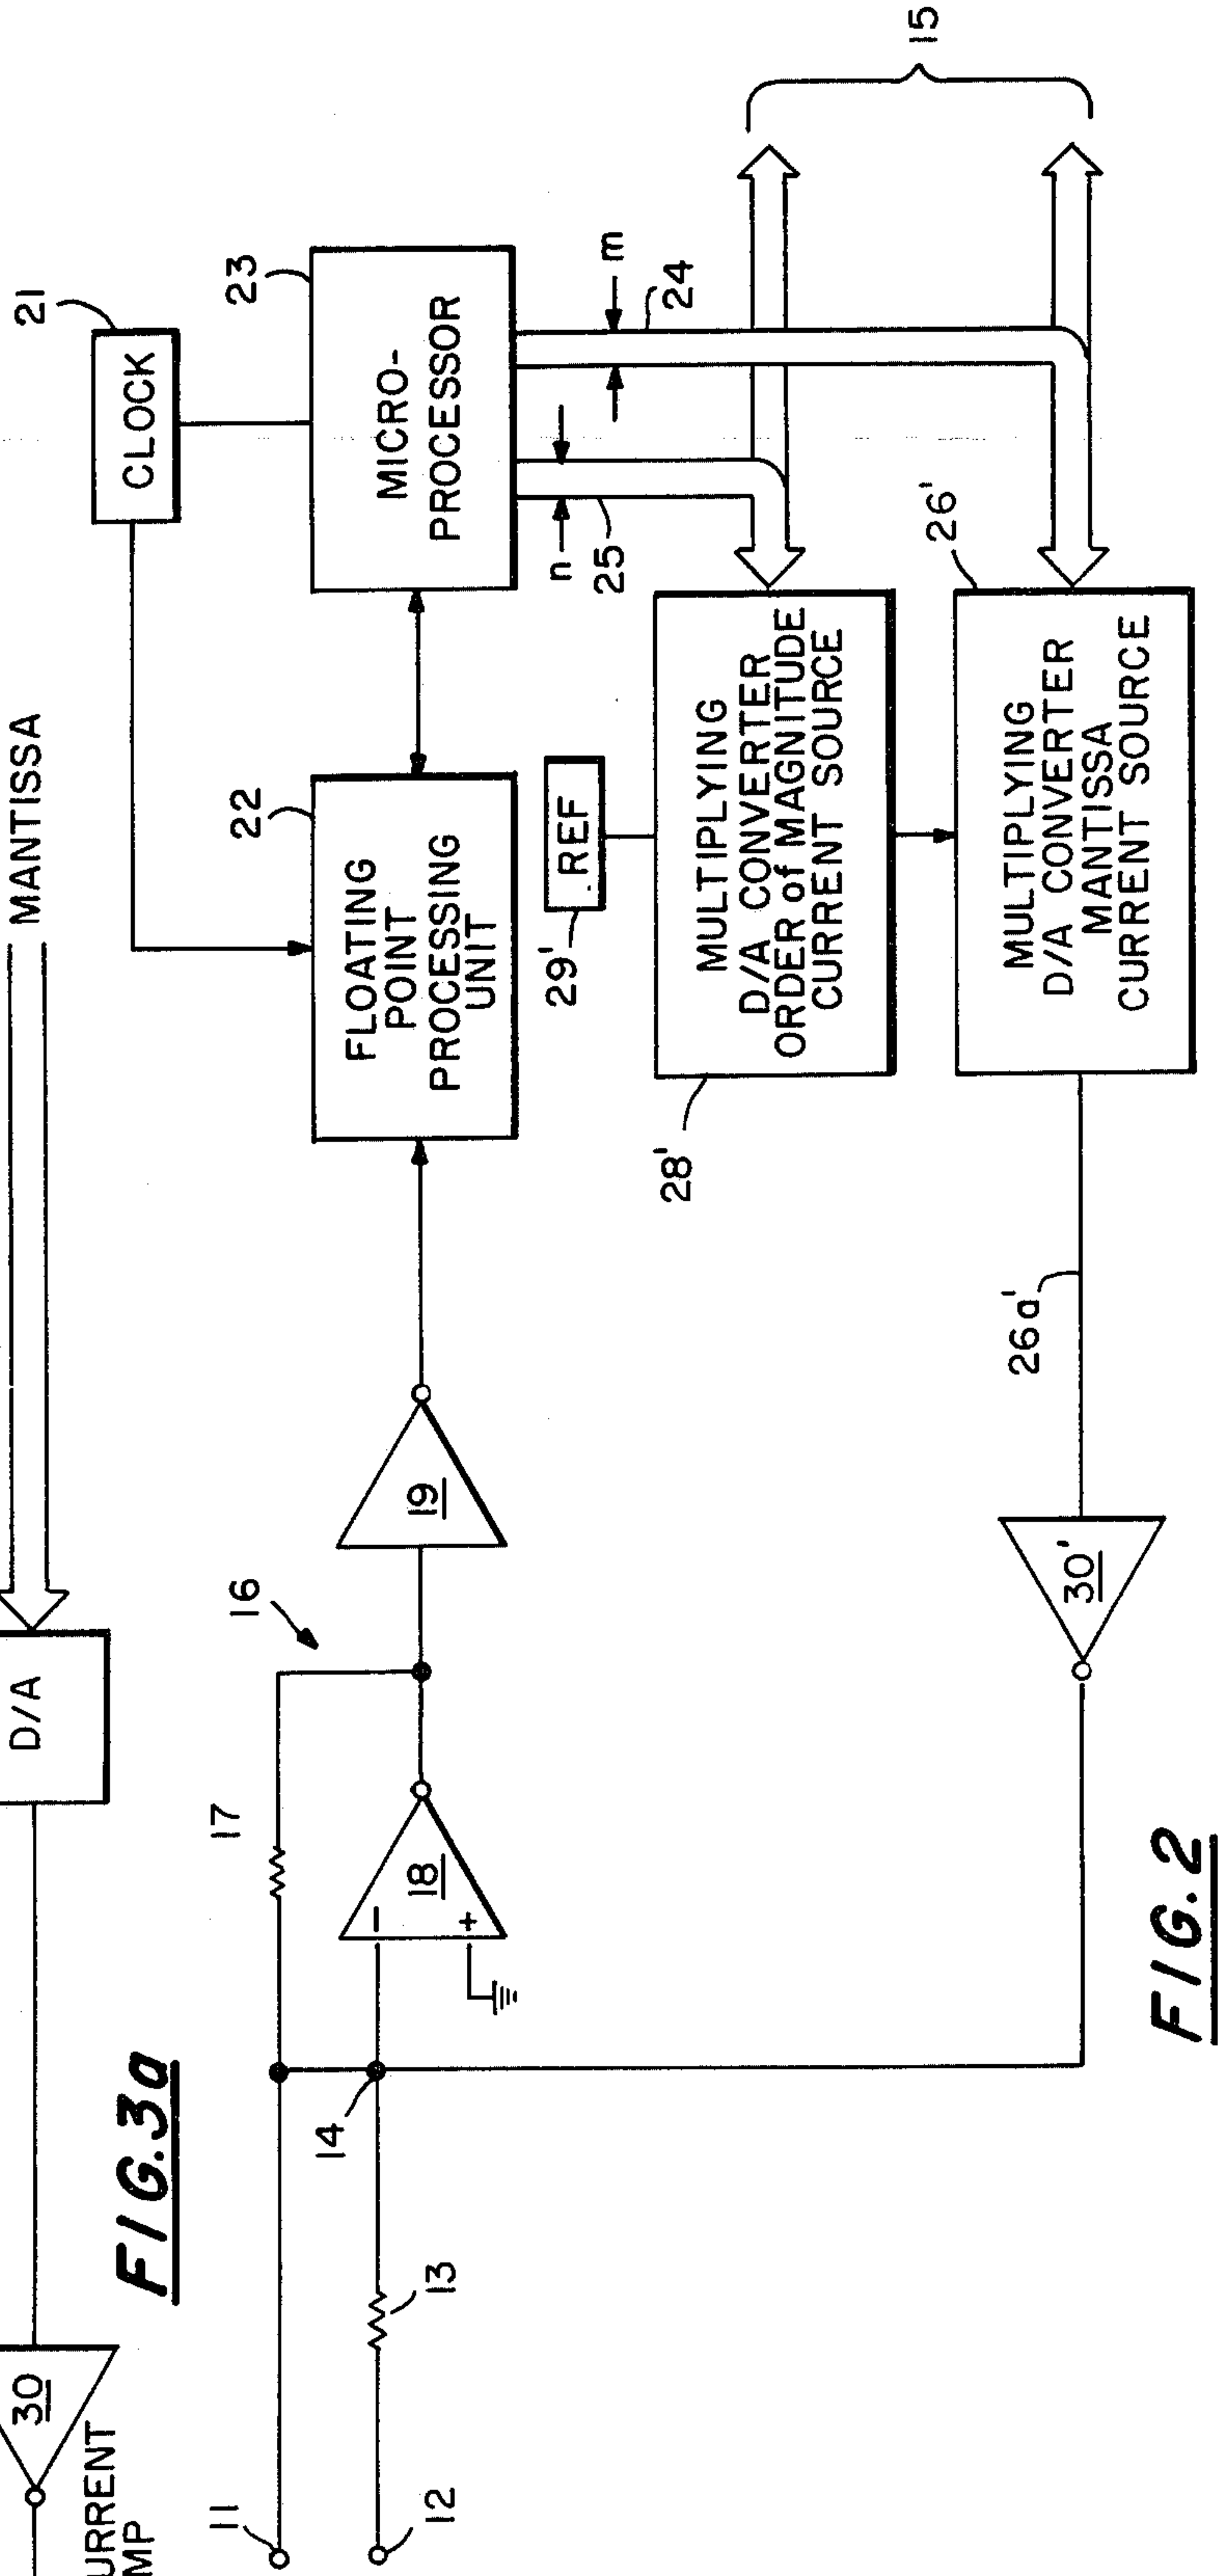 30
URRENT
MP
D/A
MANTISSA
FIG.3a
11
12
13
14
17
18
−
+
16
19
FLOATING
POINT
PROCESSING
UNIT
22
CLOCK
21
MICRO-
PROCESSOR
23
n
25
m
24
REF
29'
MULTIPLYING
D/A CONVERTER
ORDER of MAGNITUDE
CURRENT SOURCE
28'
MULTIPLYING
D/A CONVERTER
MANTISSA
CURRENT SOURCE
26'
15
26a'
30'
FIG.2